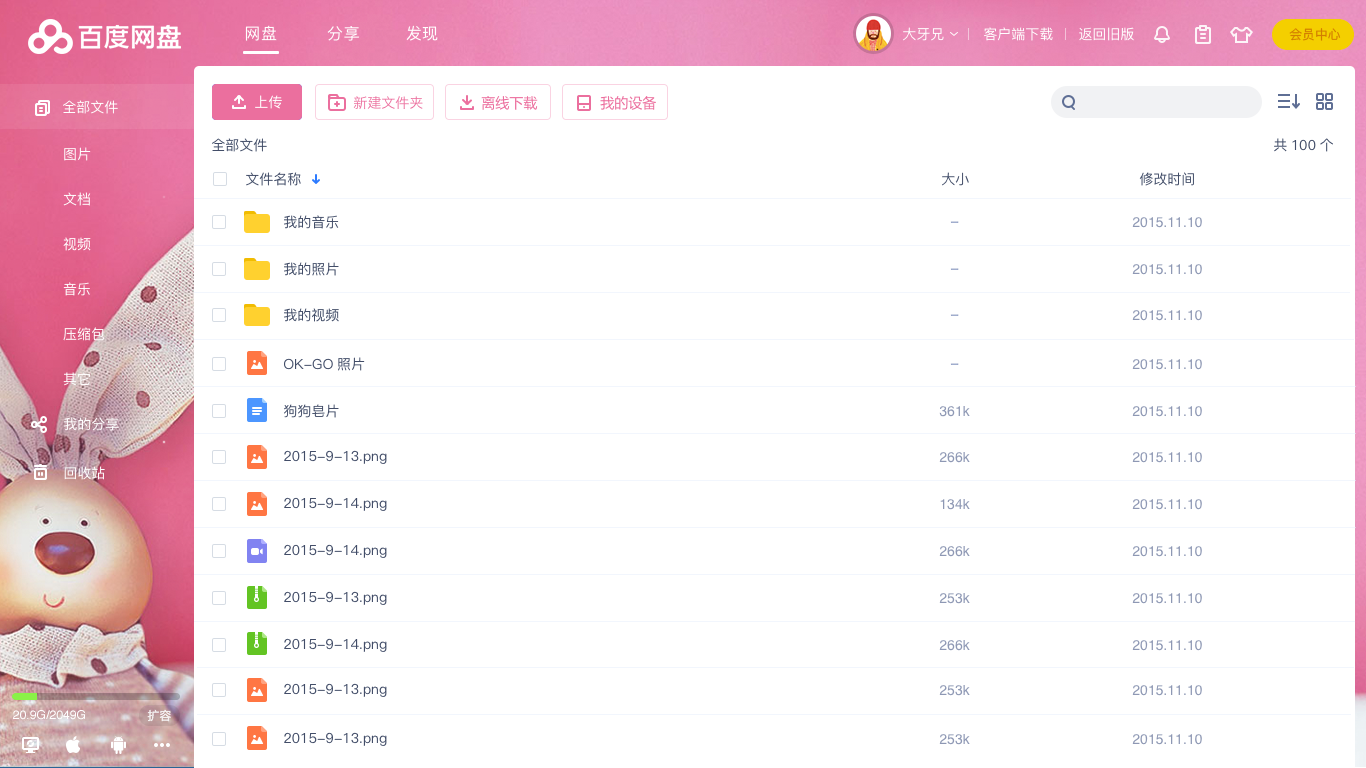 百度网盘
网盘 分享 发现 大牙兄 客户端下载 返回旧版 会员中心
全部文件
图片
文档
视频
音乐
压缩包
其它
我的分享
回收站
20.9G/2049G 扩容
上传 新建文件夹 离线下载 我的设备
全部文件 共 100 个
文件名称 大小 修改时间
我的音乐 – 2015.11.10
我的照片 – 2015.11.10
我的视频 – 2015.11.10
OK–GO 照片 – 2015.11.10
狗狗皂片 361k 2015.11.10
2015–9–13.png 266k 2015.11.10
2015–9–14.png 134k 2015.11.10
2015–9–14.png 266k 2015.11.10
2015–9–13.png 253k 2015.11.10
2015–9–14.png 266k 2015.11.10
2015–9–13.png 253k 2015.11.10
2015–9–13.png 253k 2015.11.10